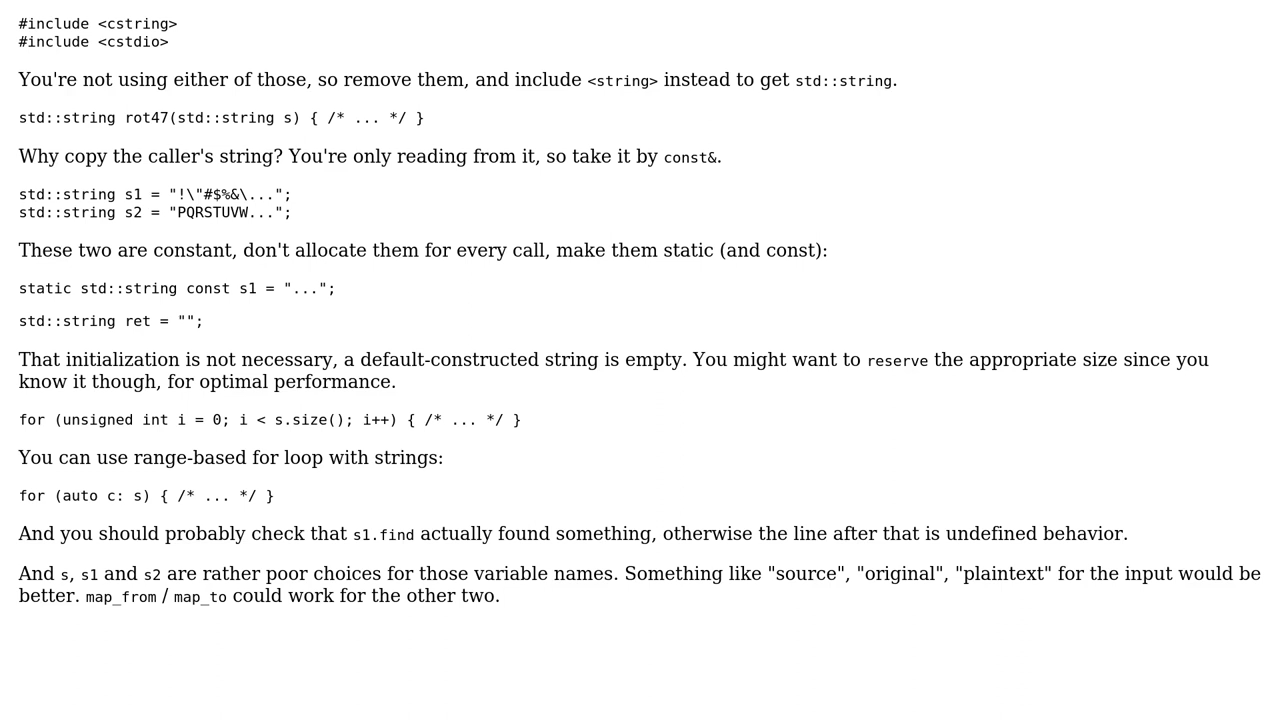 #include <cstring>
#include <cstdio>
You're not using either of those, so remove them, and include <string> instead to get std::string.
std::string rot47(std::string s) { /* ... */ }
Why copy the caller's string? You're only reading from it, so take it by const&.
std::string s1 = "!\"#$%&\...";
std::string s2 = "PQRSTUVW...";
These two are constant, don't allocate them for every call, make them static (and const):
static std::string const s1 = "...";
std::string ret = "";
That initialization is not necessary, a default-constructed string is empty. You might want to reserve the appropriate size since you
know it though, for optimal performance.
for (unsigned int i = 0; i < s.size(); i++) { /* ... */ }
You can use range-based for loop with strings:
for (auto c: s) { /* ... */ }
And you should probably check that s1.find actually found something, otherwise the line after that is undefined behavior.
And s, s1 and s2 are rather poor choices for those variable names. Something like "source", "original", "plaintext" for the input would be
better. map_from / map_to could work for the other two.